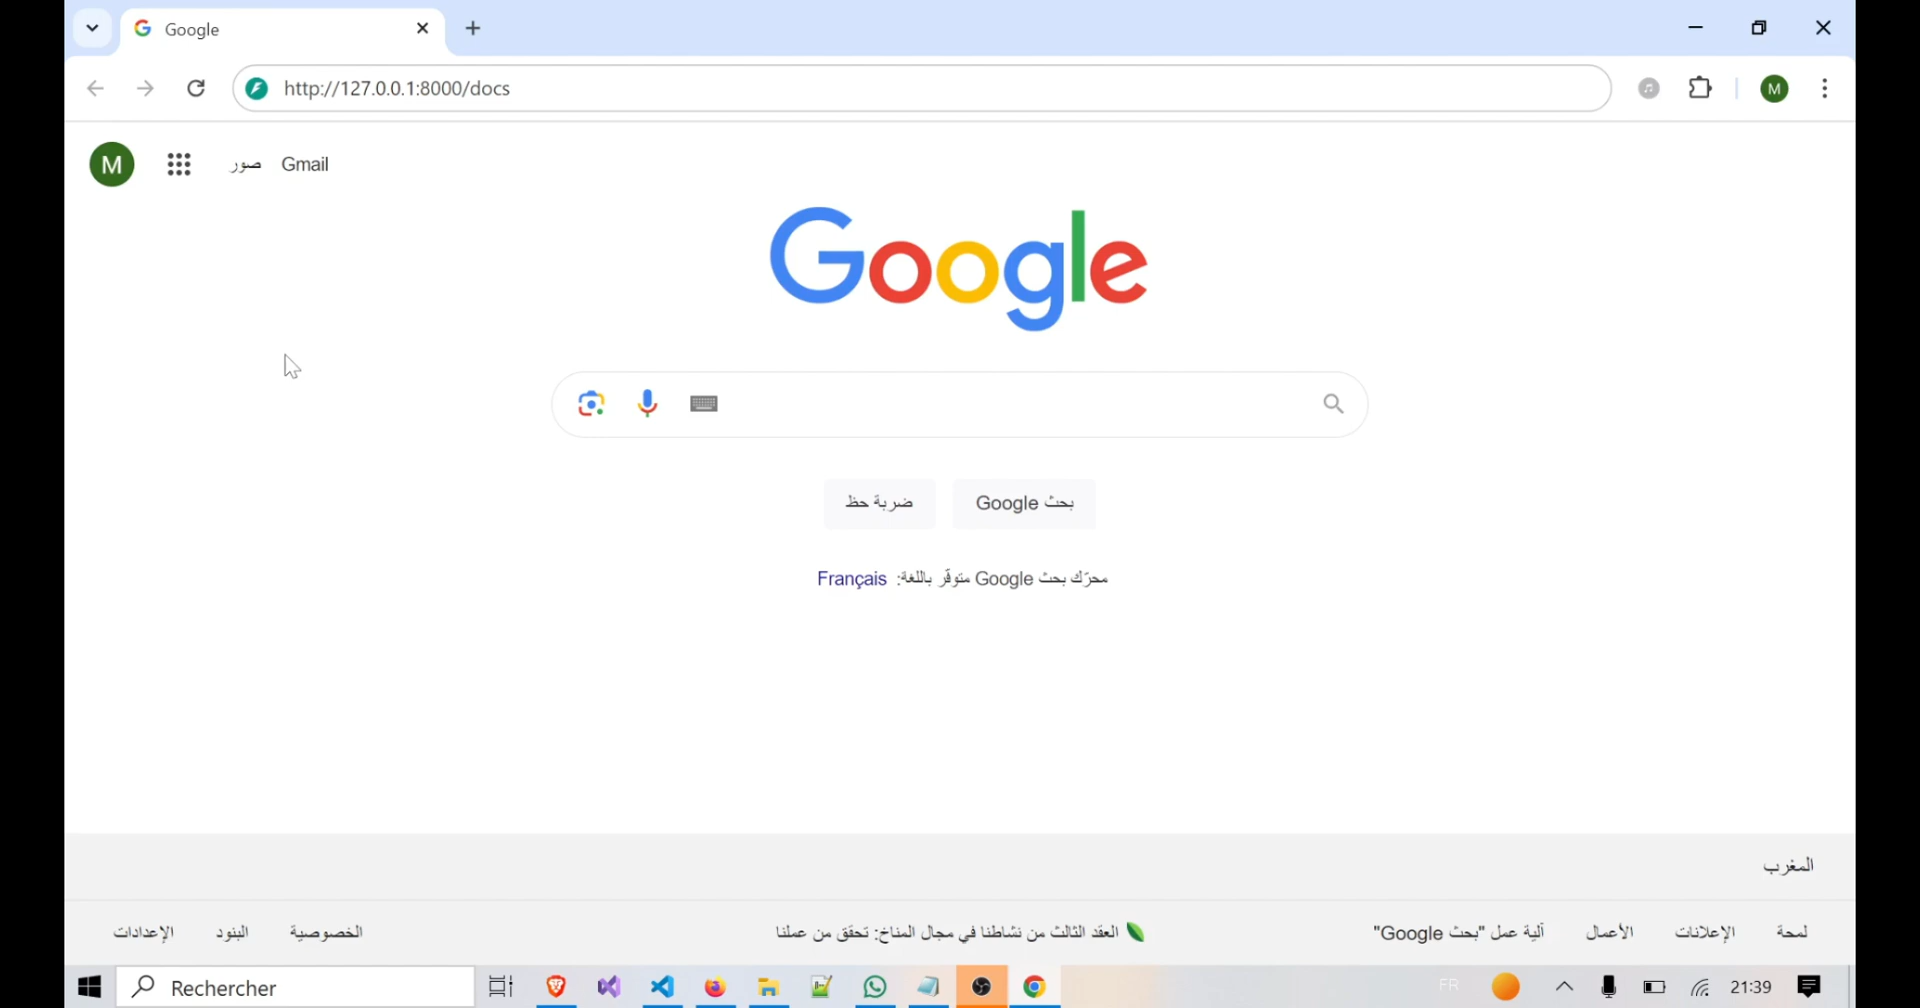 Google
http://127.0.0.1:8000/docs
M
M
صور
Gmail
Google
ضربة حظ
بحث Google
محرّك بحث Google متوفّر باللغة: Français
المغرب
لمحة
الإعلانات
الأعمال
آلية عمل "بحث Google"
العقد الثالث من نشاطنا في مجال المناخ: تحقق من عملنا
الخصوصية
البنود
الإعدادات
Rechercher
FR
21:39